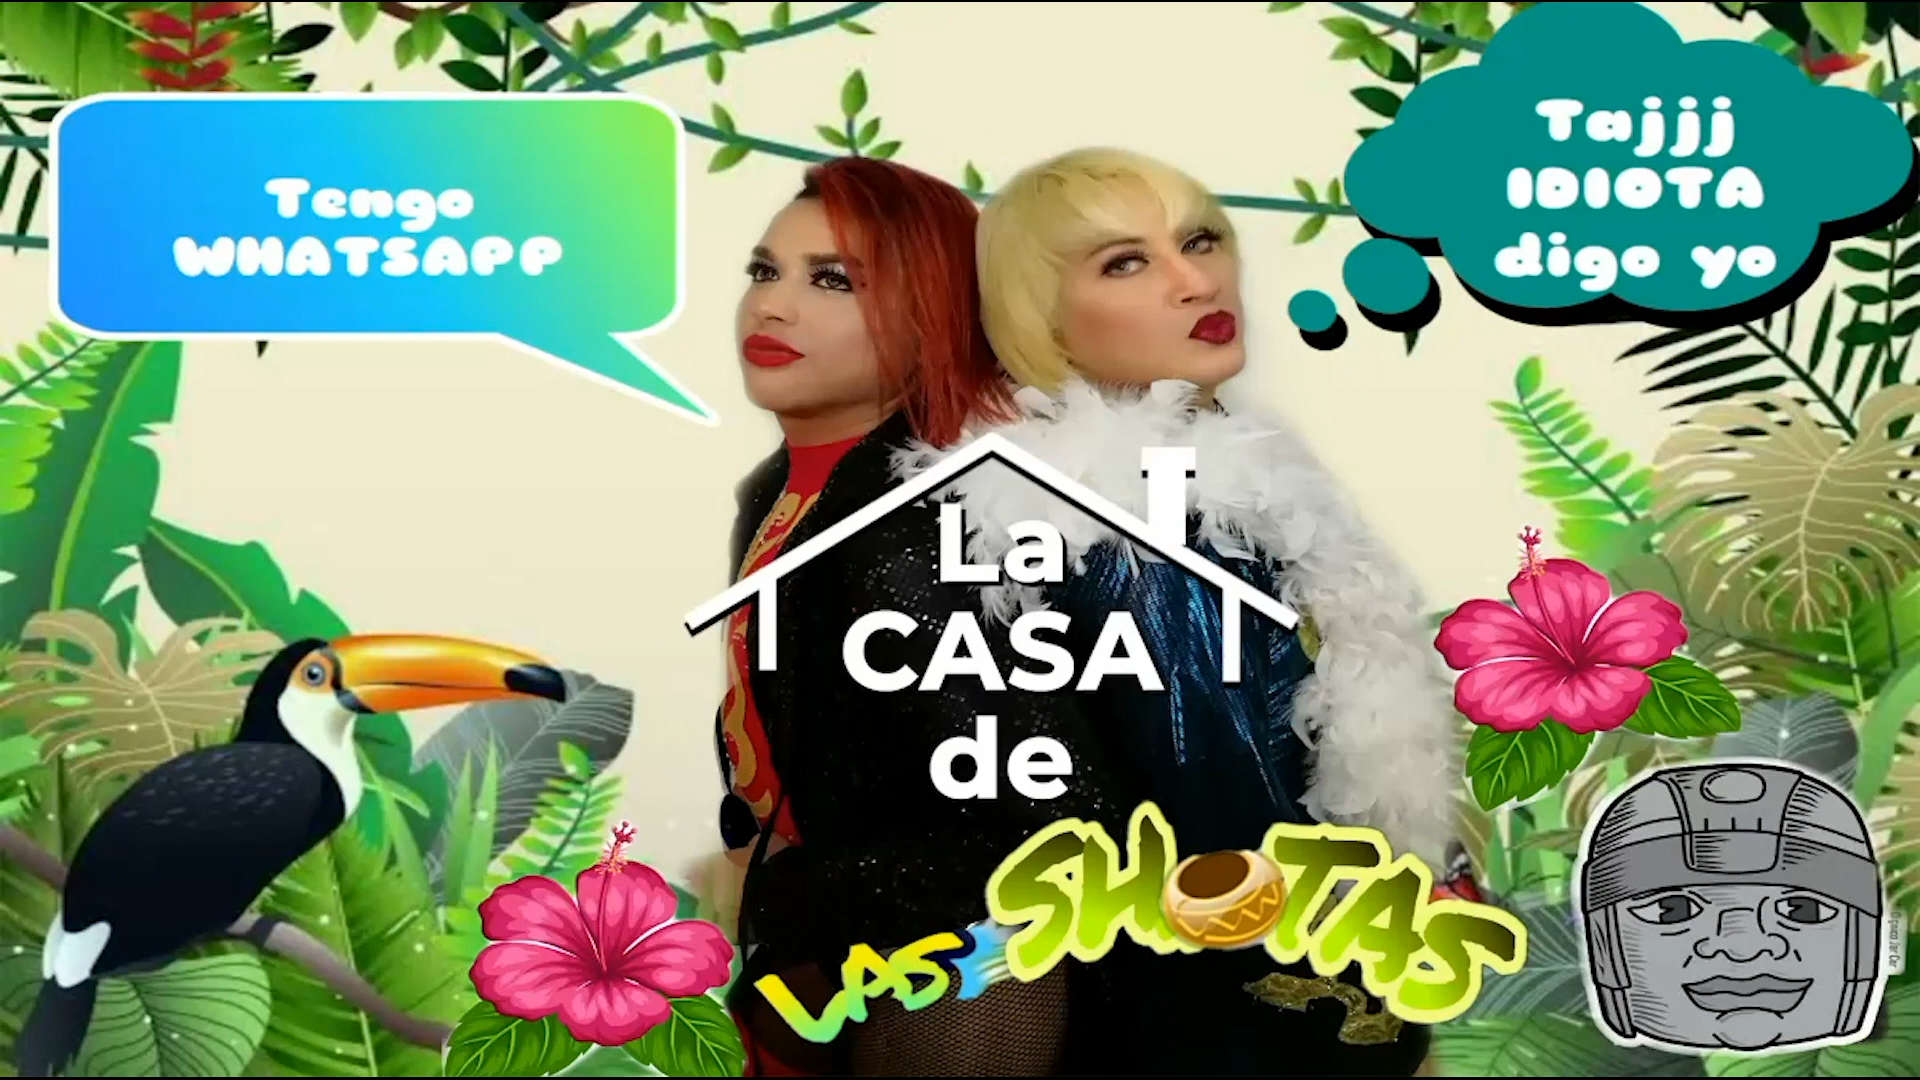 Tengo
WHATSAPP
Tajjj
IDIOTA
digo yo
La
CASA
de
LAS SHOTAS